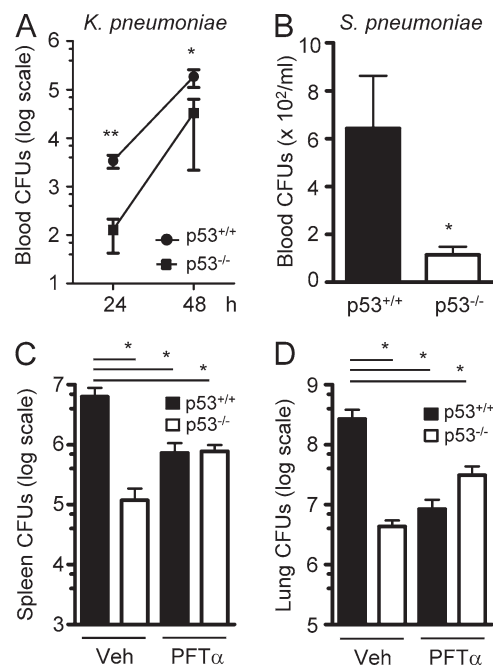 A K. pneumoniae
Blood CFUs (log scale)
6
5
4
3
2
1
**
*
p53+/+
p53-/-
24 48 h
B S. pneumoniae
Blood CFUs (x 10²/ml)
10
8
6
4
2
0
*
p53+/+ p53-/-
C
Spleen CFUs (log scale)
7
6
5
4
3
*
*
*
p53+/+
p53-/-
Veh PFTα
D
Lung CFUs (log scale)
9
8
7
6
5
*
*
*
p53+/+
p53-/-
Veh PFTα